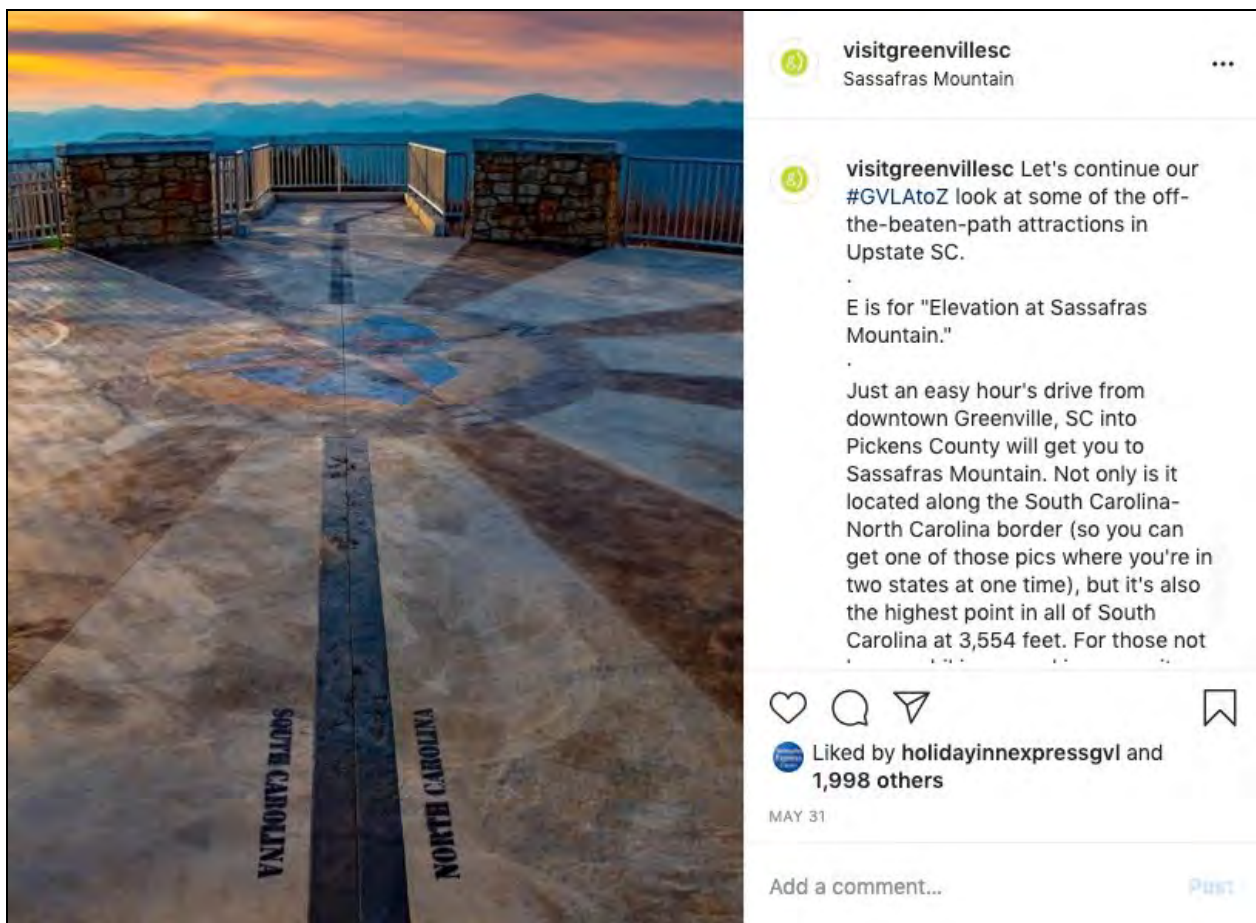 visitgreenvillesc
Sassafras Mountain
visitgreenvillesc Let's continue our
#GVLAtoZ look at some of the off-
the-beaten-path attractions in
Upstate SC.
.
E is for "Elevation at Sassafras
Mountain."
.
Just an easy hour's drive from
downtown Greenville, SC into
Pickens County will get you to
Sassafras Mountain. Not only is it
located along the South Carolina-
North Carolina border (so you can
get one of those pics where you're in
two states at one time), but it's also
the highest point in all of South
Carolina at 3,554 feet. For those not
Liked by holidayinnexpressgvl and
1,998 others
MAY 31
Add a comment...
Post
SOUTH CAROLINA
NORTH CAROLINA